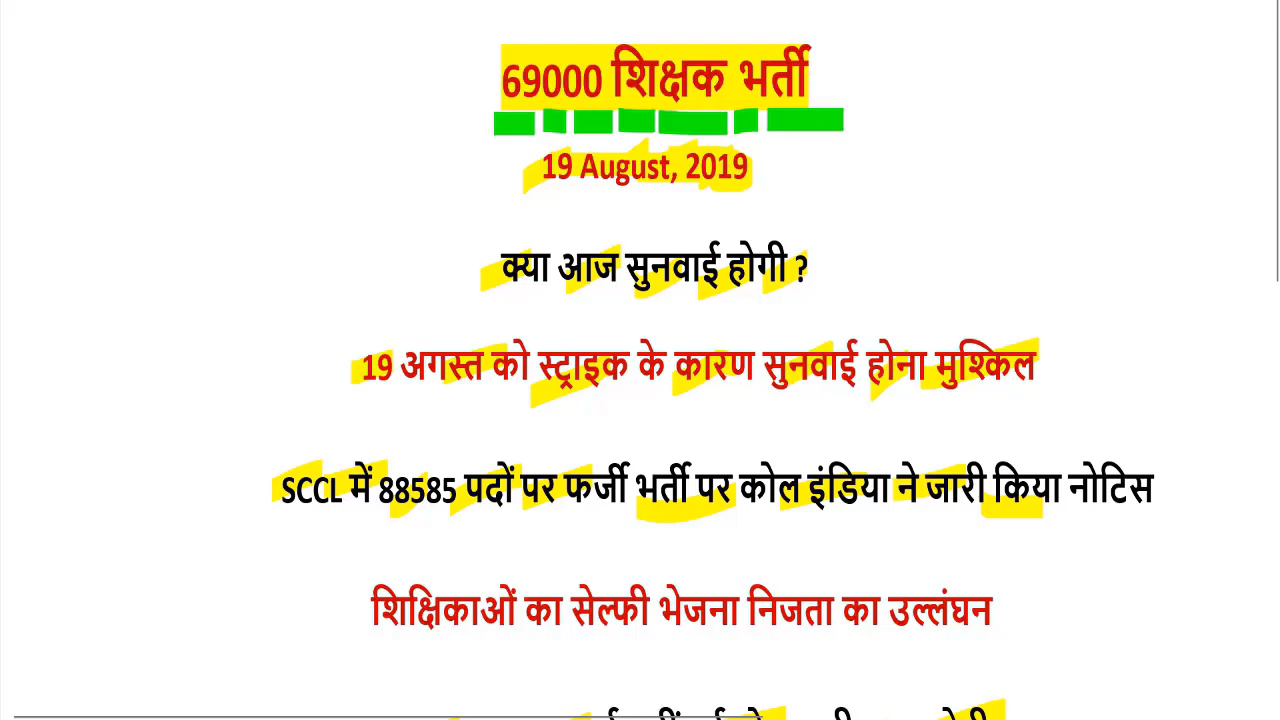 69000 शिक्षक भर्ती
19 August, 2019
क्या आज सुनवाई होगी ?
19 अगस्त को स्ट्राइक के कारण सुनवाई होना मुश्किल
SCCL में 88585 पदों पर फर्जी भर्ती पर कोल इंडिया ने जारी किया नोटिस
शिक्षिकाओं का सेल्फी भेजना निजता का उल्लंघन